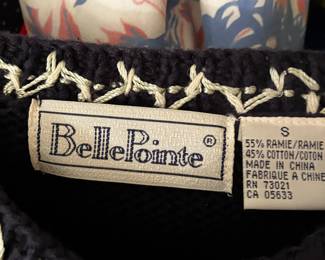 BellePointe®
S
55% RAMIE/RAMIE
45% COTTON/COTON
MADE IN CHINA
FABRIQUE A CHINE
RN 73021
CA 05633